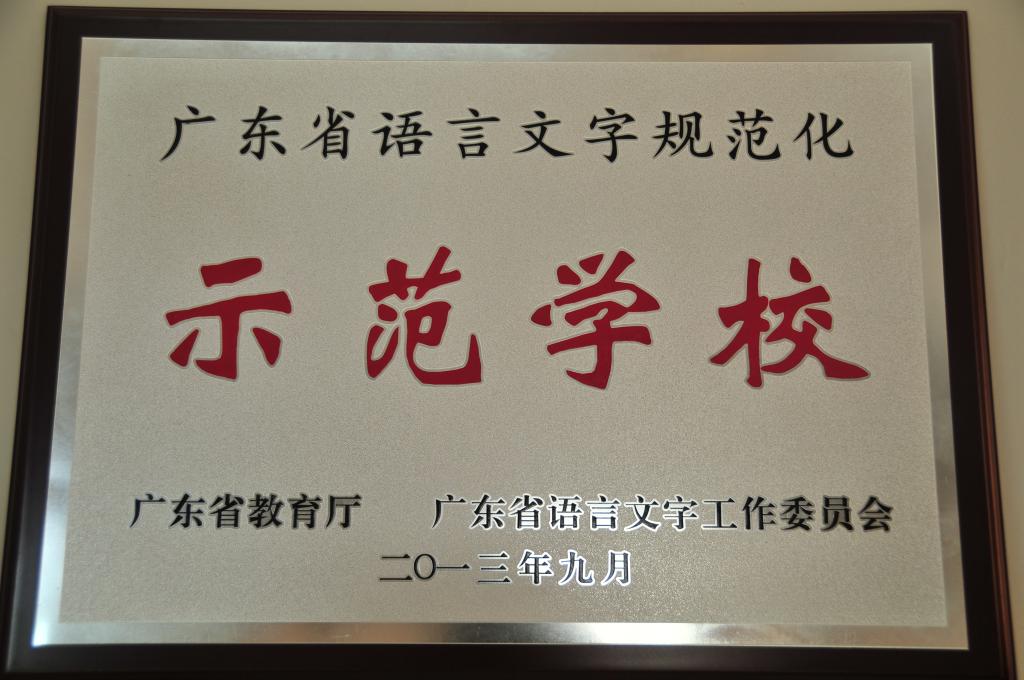 广东省语言文字规范化
示范学校
广东省教育厅 广东省语言文字工作委员会
二〇一三年九月